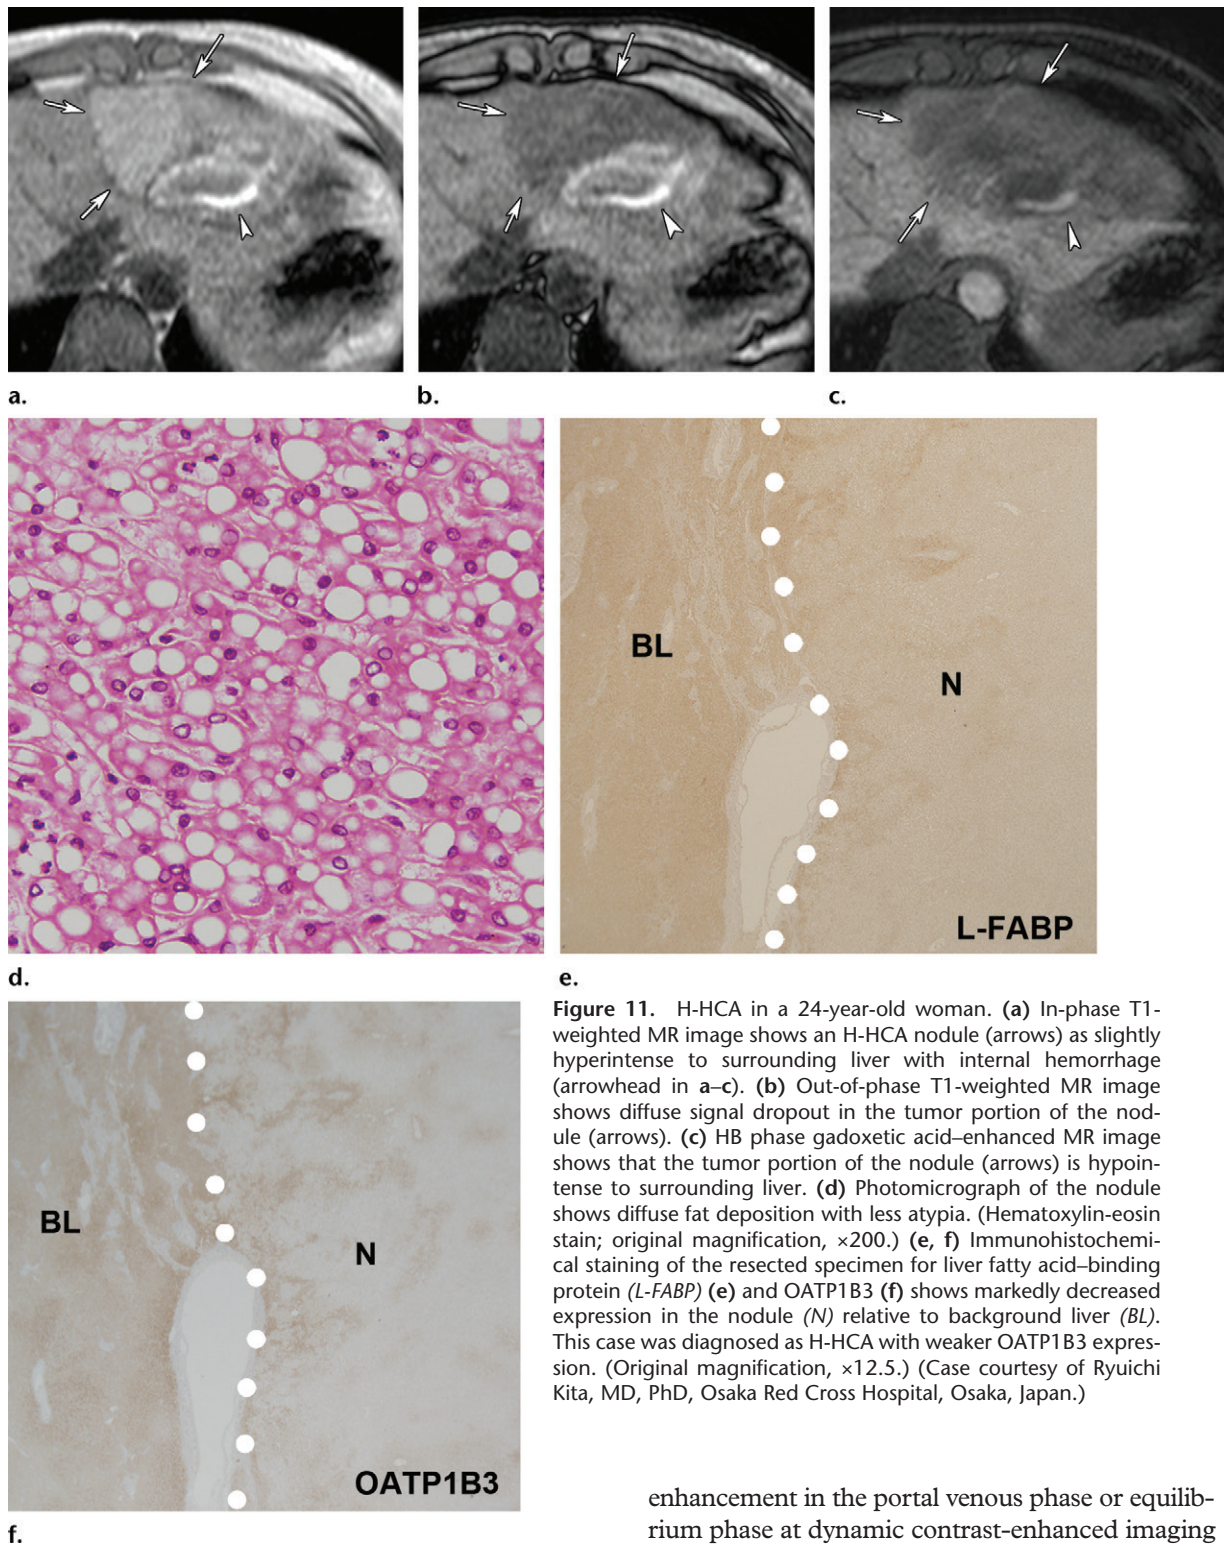 a.
b.
c.
BL
N
L-FABP
d.
e.
BL
N
OATP1B3
f.
Figure 11. H-HCA in a 24-year-old woman. (a) In-phase T1-
weighted MR image shows an H-HCA nodule (arrows) as slightly
hyperintense to surrounding liver with internal hemorrhage
(arrowhead in a–c). (b) Out-of-phase T1-weighted MR image
shows diffuse signal dropout in the tumor portion of the nod-
ule (arrows). (c) HB phase gadoxetic acid–enhanced MR image
shows that the tumor portion of the nodule (arrows) is hypoin-
tense to surrounding liver. (d) Photomicrograph of the nodule
shows diffuse fat deposition with less atypia. (Hematoxylin-eosin
stain; original magnification, ×200.) (e, f) Immunohistochemi-
cal staining of the resected specimen for liver fatty acid–binding
protein (L-FABP) (e) and OATP1B3 (f) shows markedly decreased
expression in the nodule (N) relative to background liver (BL).
This case was diagnosed as H-HCA with weaker OATP1B3 expres-
sion. (Original magnification, ×12.5.) (Case courtesy of Ryuichi
Kita, MD, PhD, Osaka Red Cross Hospital, Osaka, Japan.)
enhancement in the portal venous phase or equilib-
rium phase at dynamic contrast-enhanced imaging